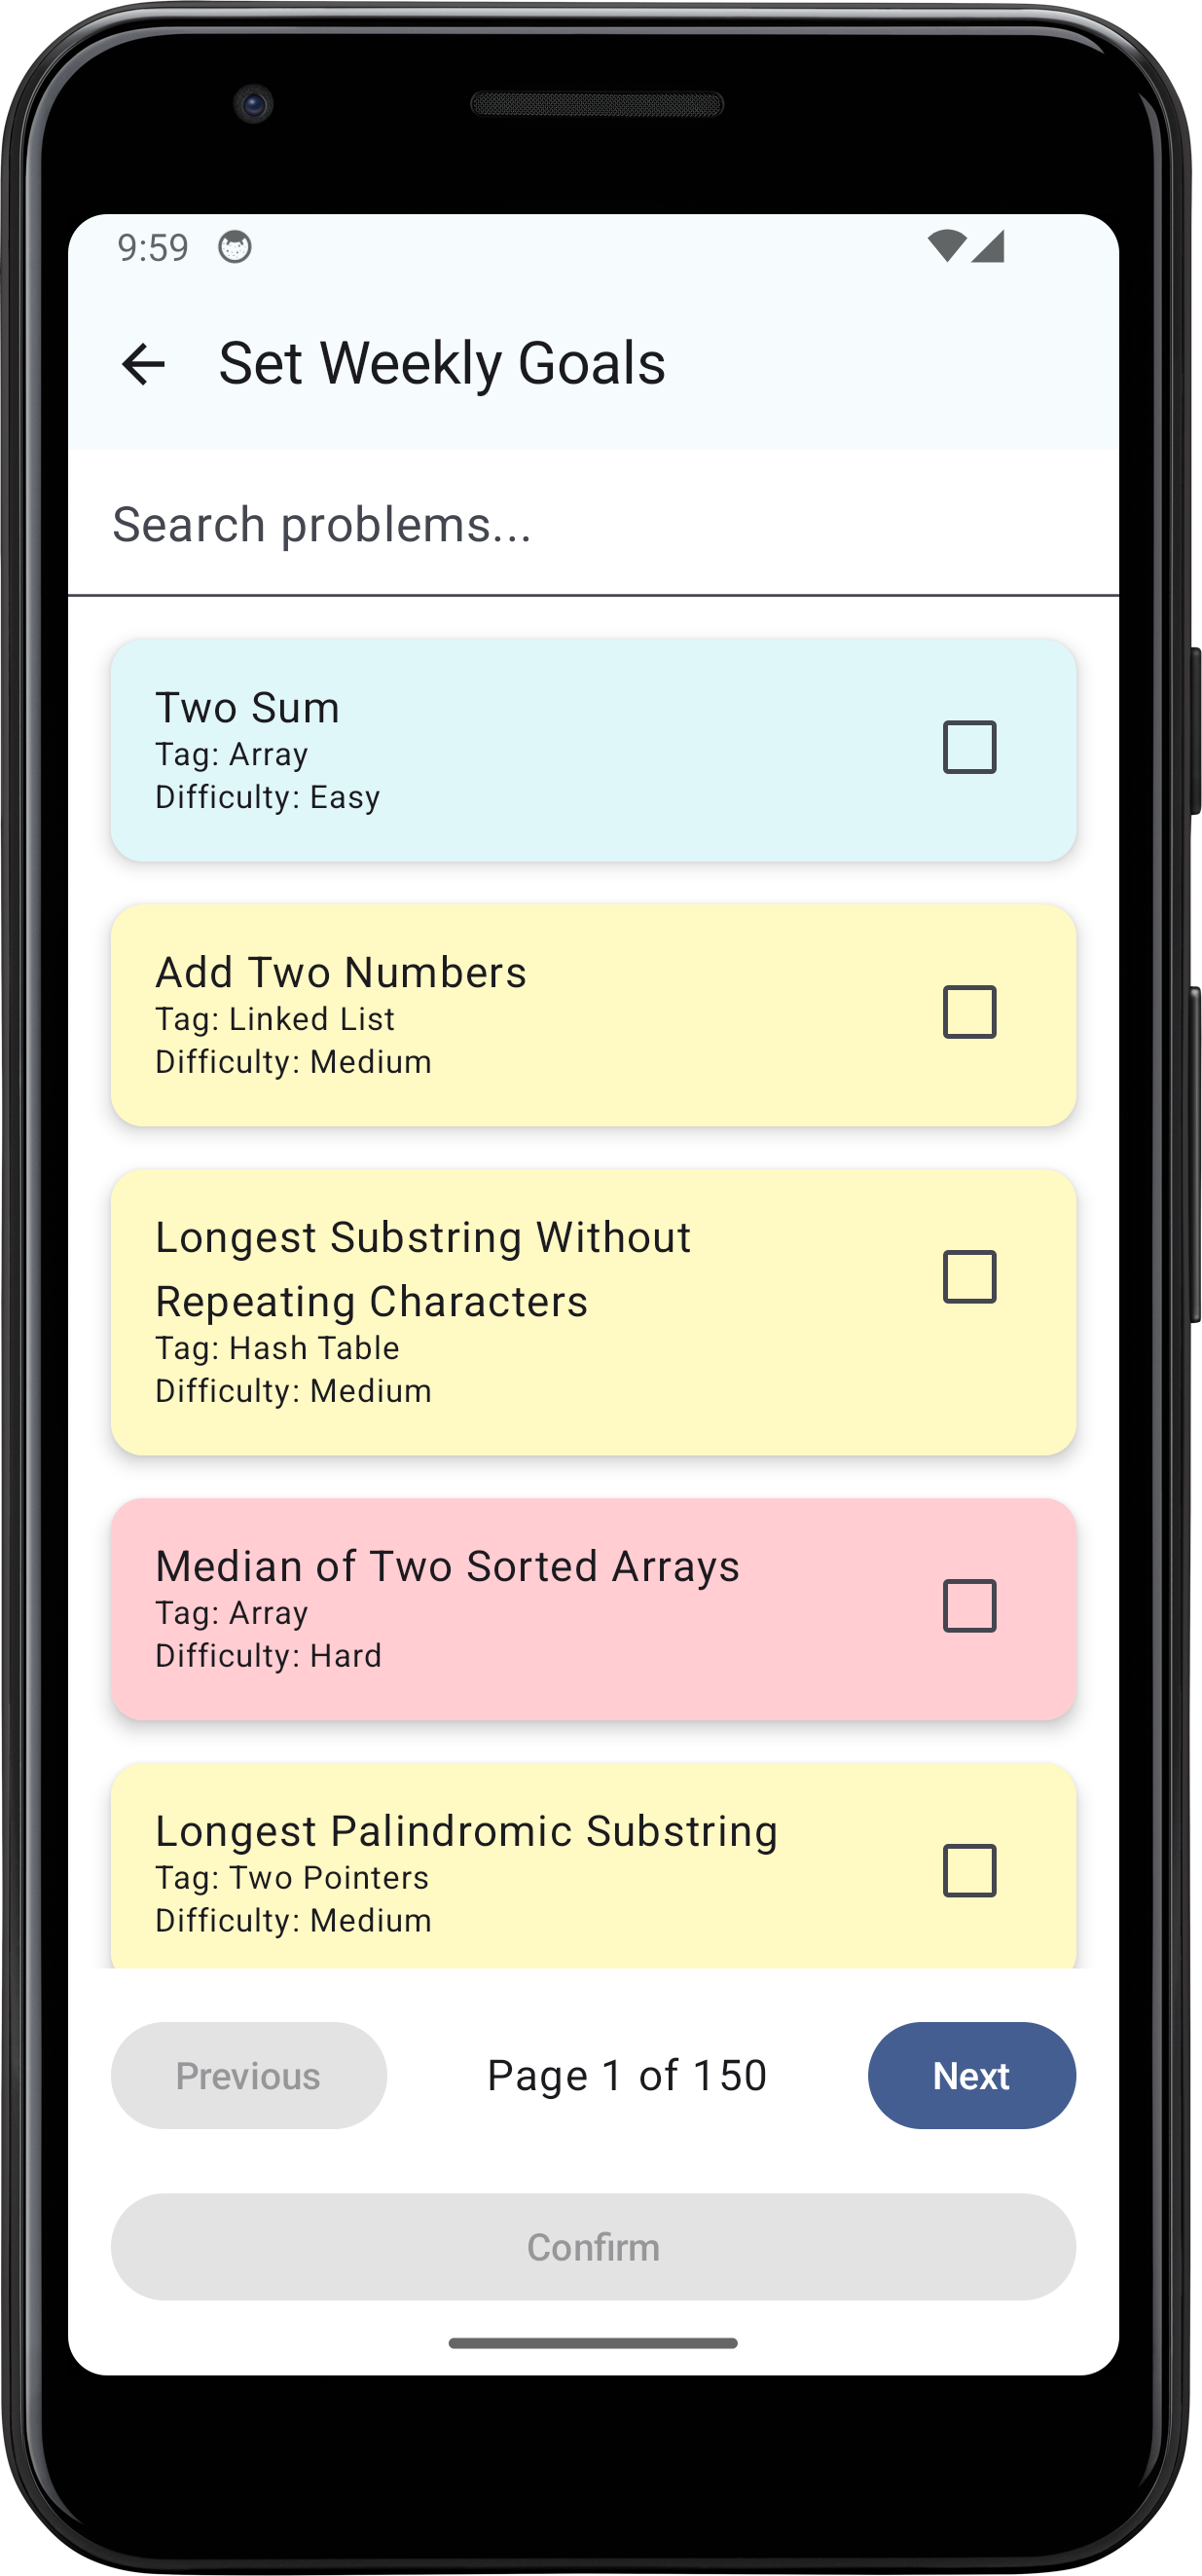 9:59
Set Weekly Goals
Search problems...
Two Sum
Tag: Array
Difficulty: Easy
Add Two Numbers
Tag: Linked List
Difficulty: Medium
Longest Substring Without
Repeating Characters
Tag: Hash Table
Difficulty: Medium
Median of Two Sorted Arrays
Tag: Array
Difficulty: Hard
Longest Palindromic Substring
Tag: Two Pointers
Difficulty: Medium
Previous Page 1 of 150 Next
Confirm